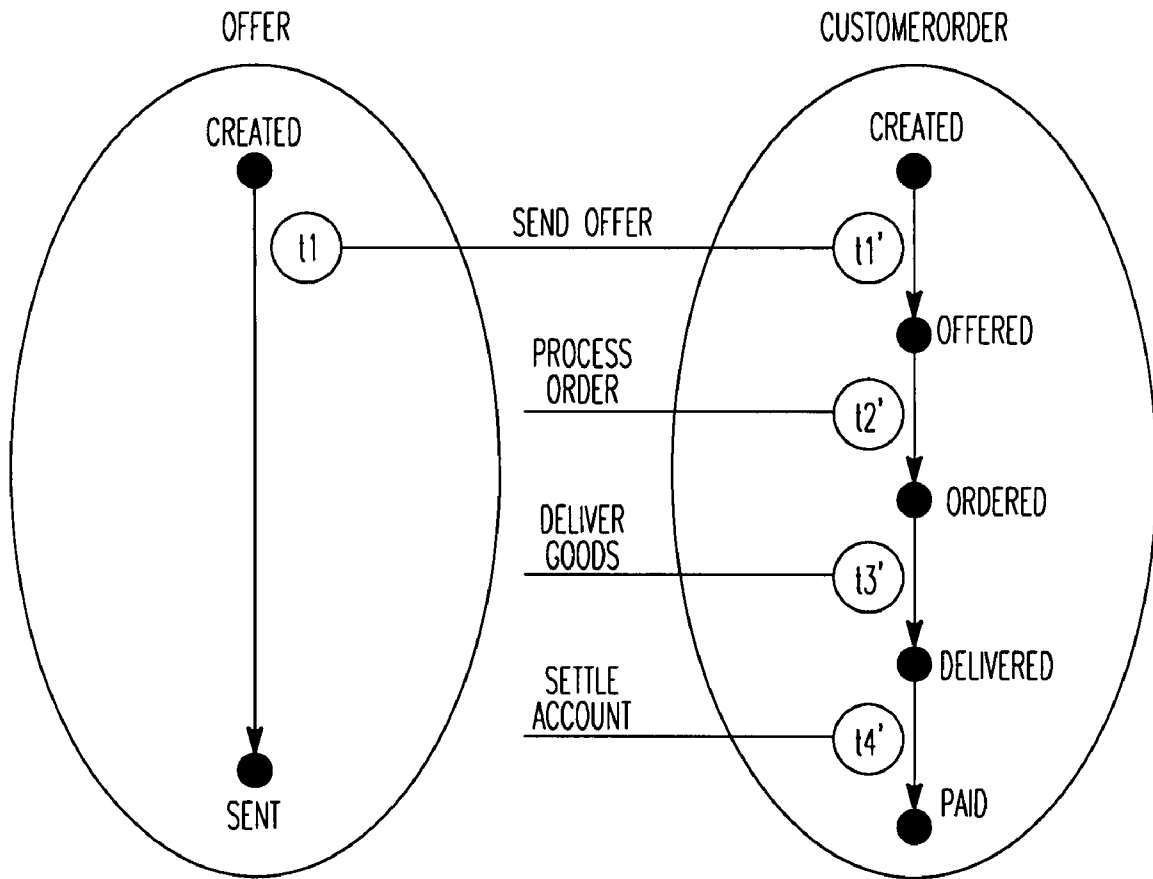 OFFER
CUSTOMERORDER
CREATED
CREATED
t1
SEND OFFER
t1'
OFFERED
PROCESS
ORDER
t2'
ORDERED
DELIVER
GOODS
t3'
DELIVERED
SETTLE
ACCOUNT
t4'
SENT
PAID